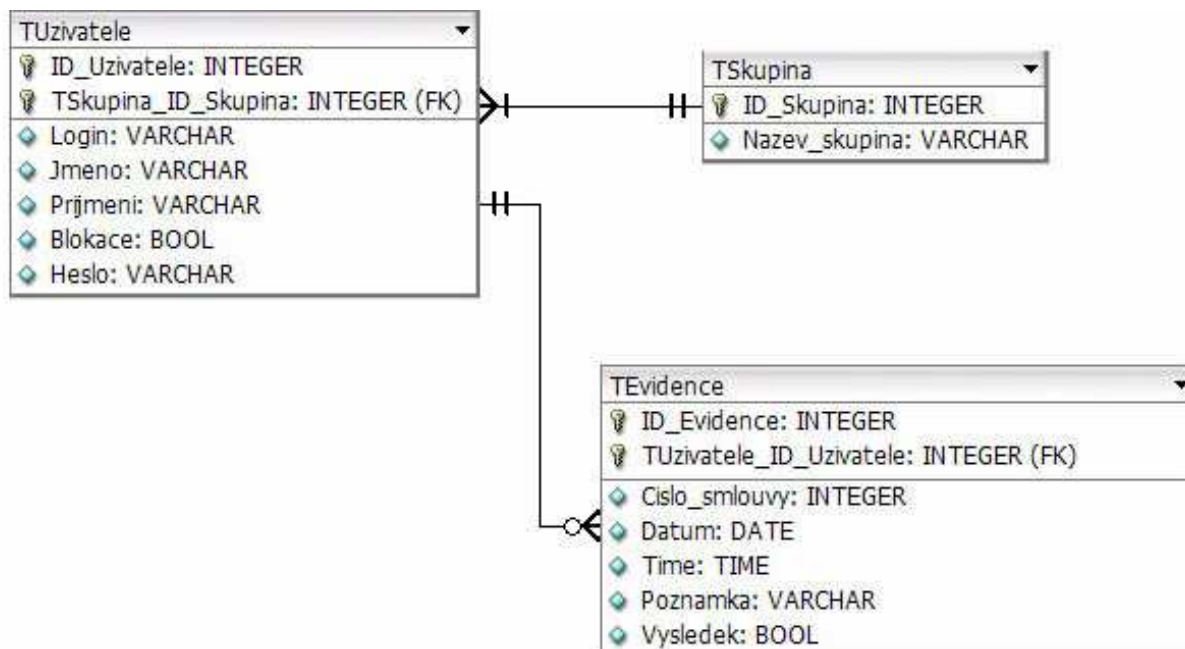 TUzivatele
ID_Uzivatele: INTEGER
TSkupina_ID_Skupina: INTEGER (FK)
Login: VARCHAR
Jmeno: VARCHAR
Prijmeni: VARCHAR
Blokace: BOOL
Heslo: VARCHAR
TSkupina
ID_Skupina: INTEGER
Nazev_skupina: VARCHAR
TEvidence
ID_Evidence: INTEGER
TUzivatele_ID_Uzivatele: INTEGER (FK)
Cislo_smlouvy: INTEGER
Datum: DATE
Time: TIME
Poznamka: VARCHAR
Vysledek: BOOL